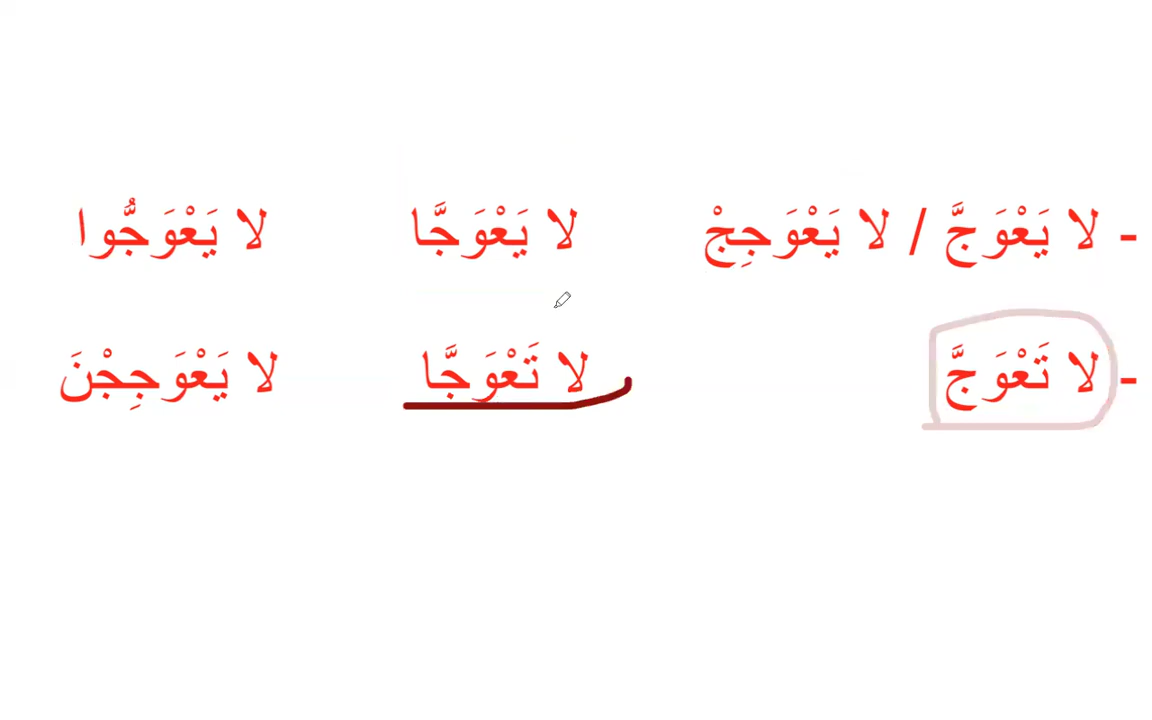 - لا يَعْوَجَّ / لا يَعْوَجِجْ لا يَعْوَجَّا لا يَعْوَجُّوا
- لا تَعْوَجَّ لا تَعْوَجَّا لا يَعْوَجِجْنَ